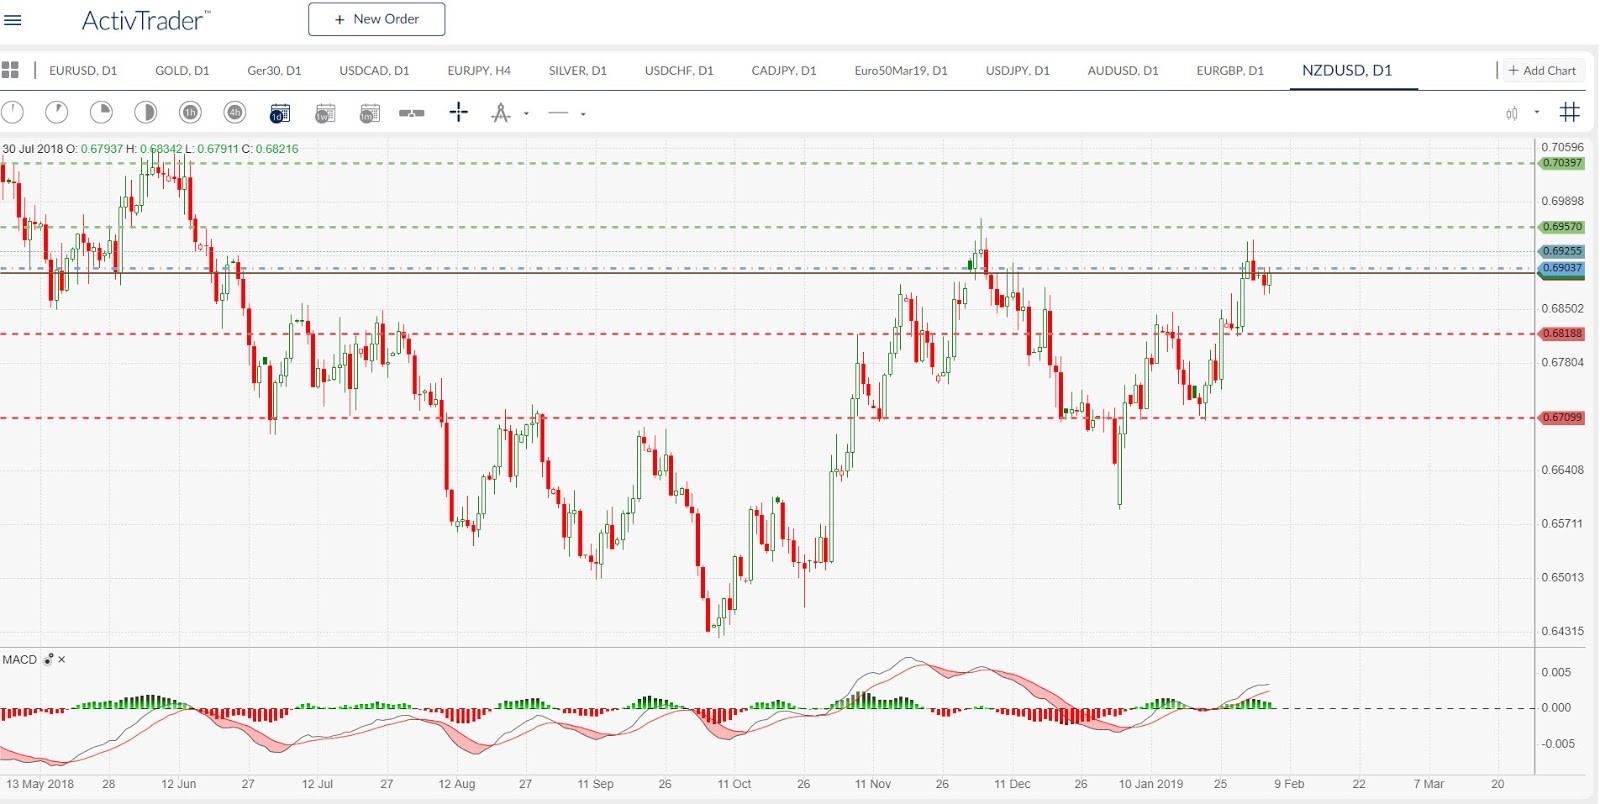 ActivTrader™
+ New Order
EURUSD, D1 GOLD, D1 Ger30, D1 USDCAD, D1 EURJPY, H4 SILVER, D1 USDCHF, D1 CADJPY, D1 Euro50Mar19, D1 USDJPY, D1 AUDUSD, D1 EURGBP, D1 NZDUSD, D1 + Add Chart
1h 4h 1d 1w 1m
30 Jul 2018 O: 0.67937 H: 0.68342 L: 0.67911 C: 0.68216
0.70596
0.70397
0.69898
0.69570
0.69255
0.69037
0.68502
0.68188
0.67804
0.67099
0.66408
0.65711
0.65013
0.64315
MACD
0.005
0.000
-0.005
13 May 2018 28 12 Jun 27 12 Jul 27 12 Aug 27 11 Sep 26 11 Oct 26 11 Nov 26 11 Dec 26 10 Jan 2019 25 9 Feb 22 7 Mar 20